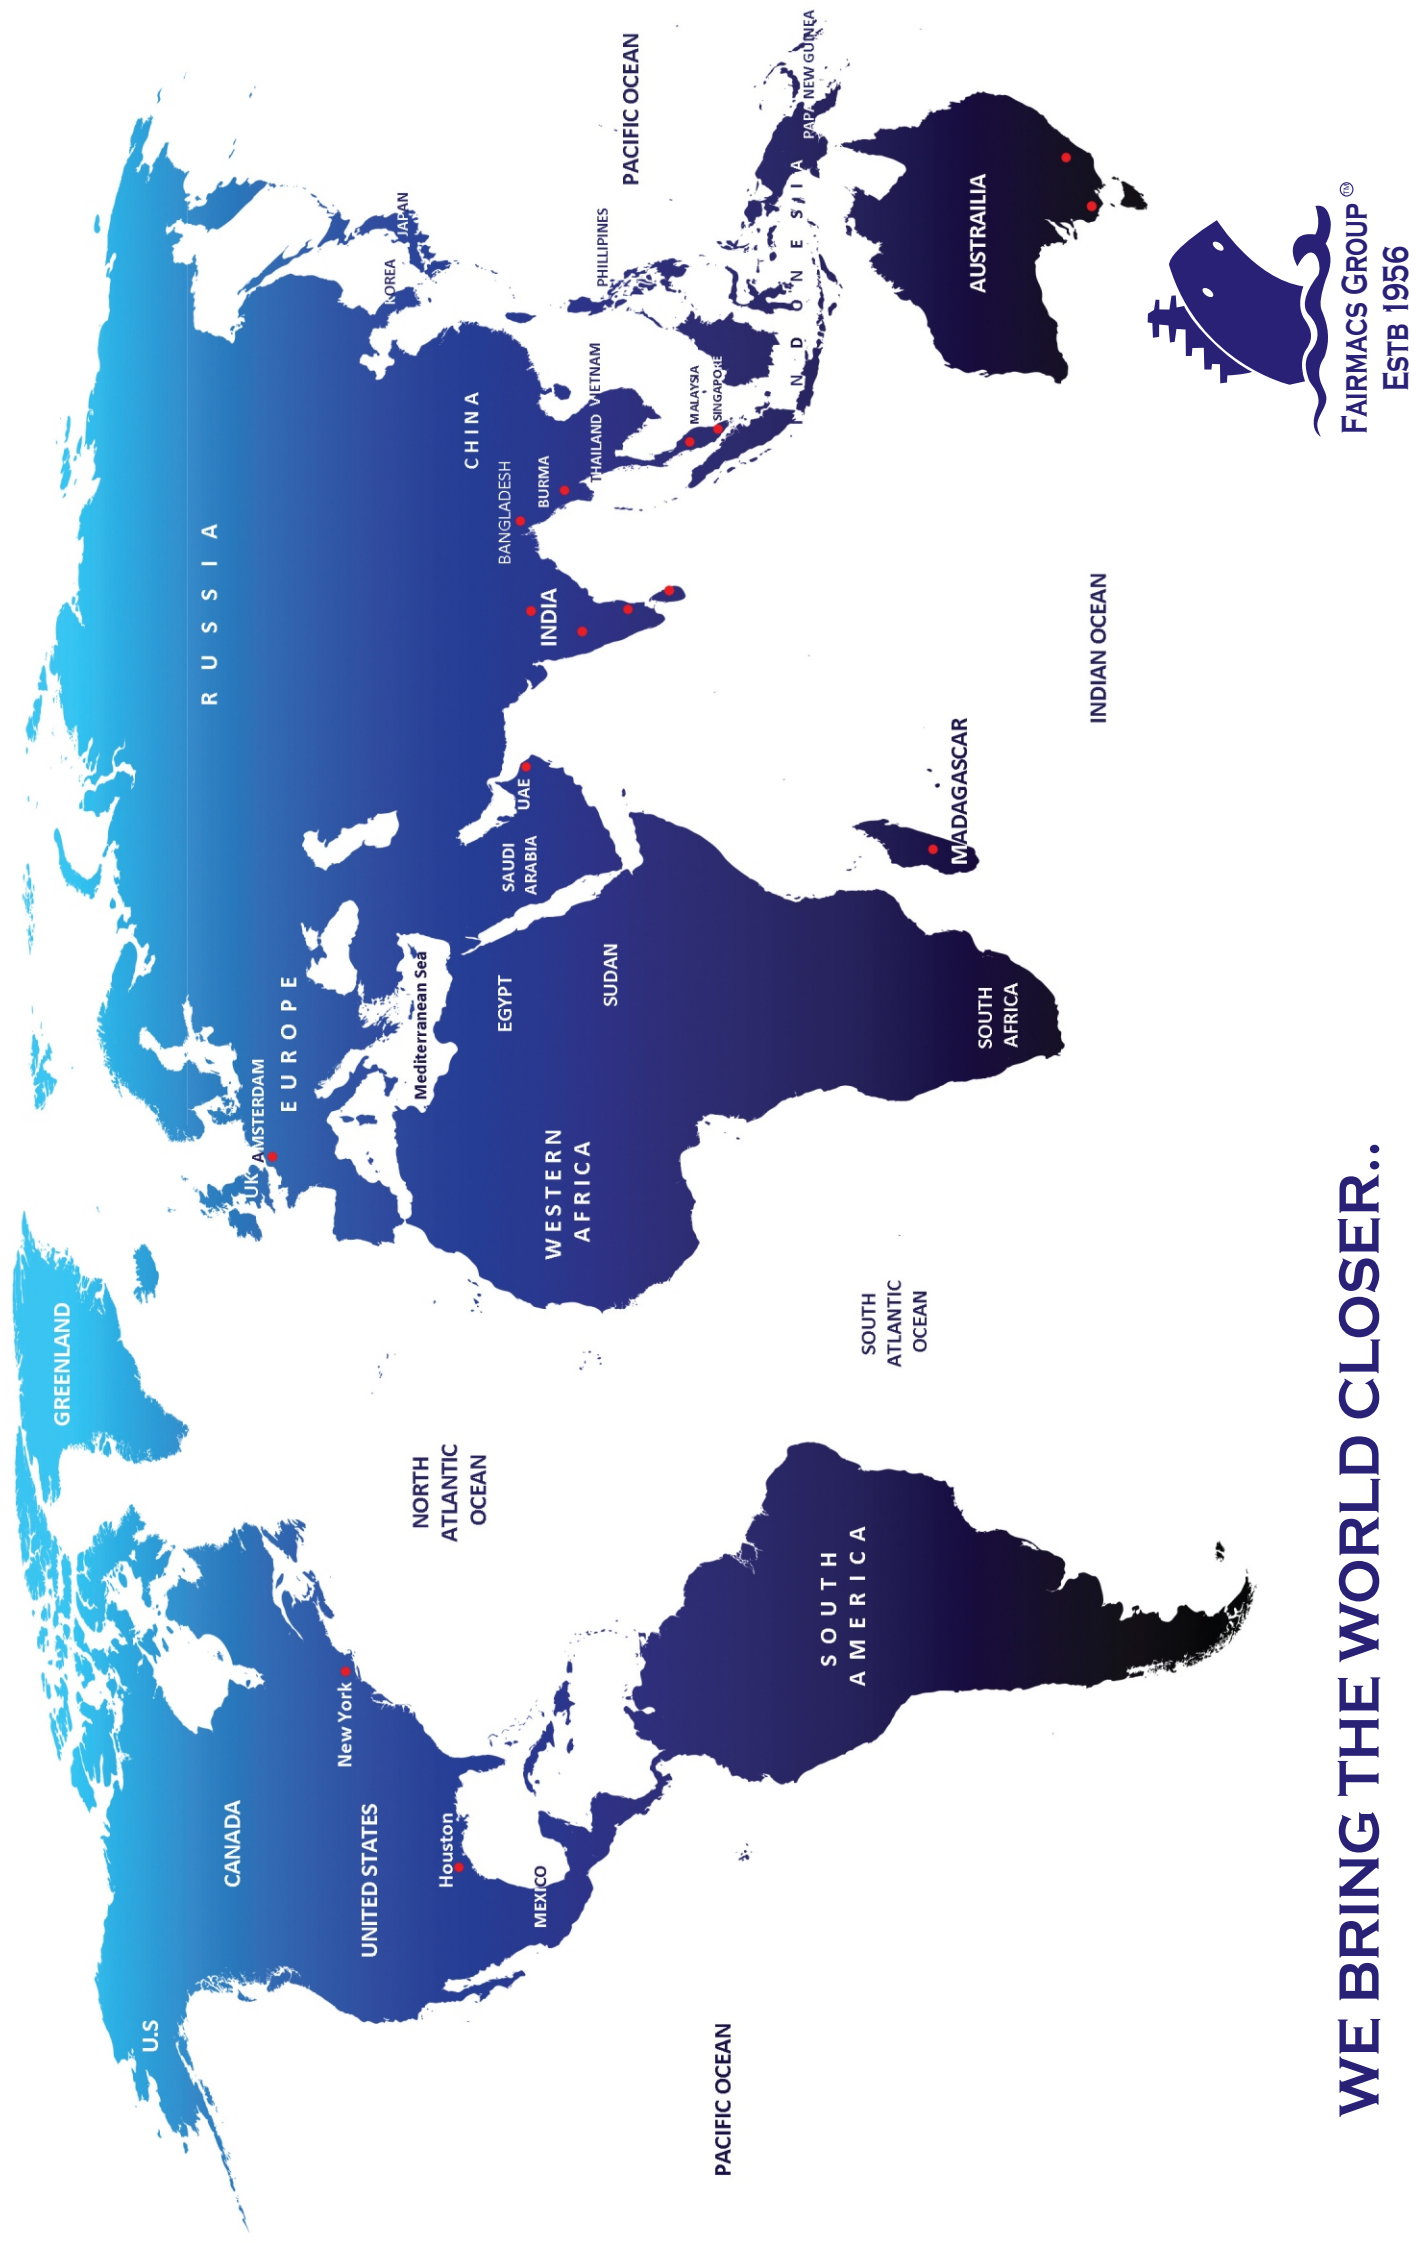 GREENLAND
U.S
CANADA
UNITED STATES
New York
Houston
MEXICO
NORTH
ATLANTIC
OCEAN
PACIFIC OCEAN
SOUTH
AMERICA
SOUTH
ATLANTIC
OCEAN
RUSSIA
UK
AMSTERDAM
EUROPE
Mediterranean Sea
WESTERN
AFRICA
EGYPT
SUDAN
SOUTH
AFRICA
SAUDI
ARABIA
UAE
MADAGASCAR
INDIAN OCEAN
INDIA
BANGLADESH
BURMA
CHINA
KOREA
JAPAN
THAILAND
VIETNAM
PHILLIPINES
MALAYSIA
SINGAPORE
INDONESIA
PAPA NEW GUINEA
PACIFIC OCEAN
AUSTRAILIA
WE BRING THE WORLD CLOSER..
FAIRMACS GROUP™
ESTB 1956